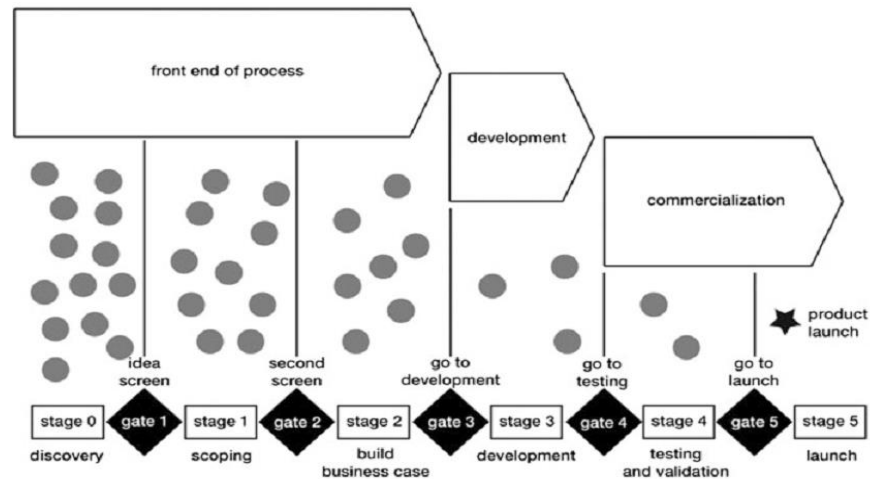 front end of process
development
commercialization
product
launch
idea
screen
second
screen
go to
development
go to
testing
go to
launch
stage 0
gate 1
stage 1
gate 2
stage 2
gate 3
stage 3
gate 4
stage 4
gate 5
stage 5
discovery
scoping
build
business case
development
testing
and validation
launch